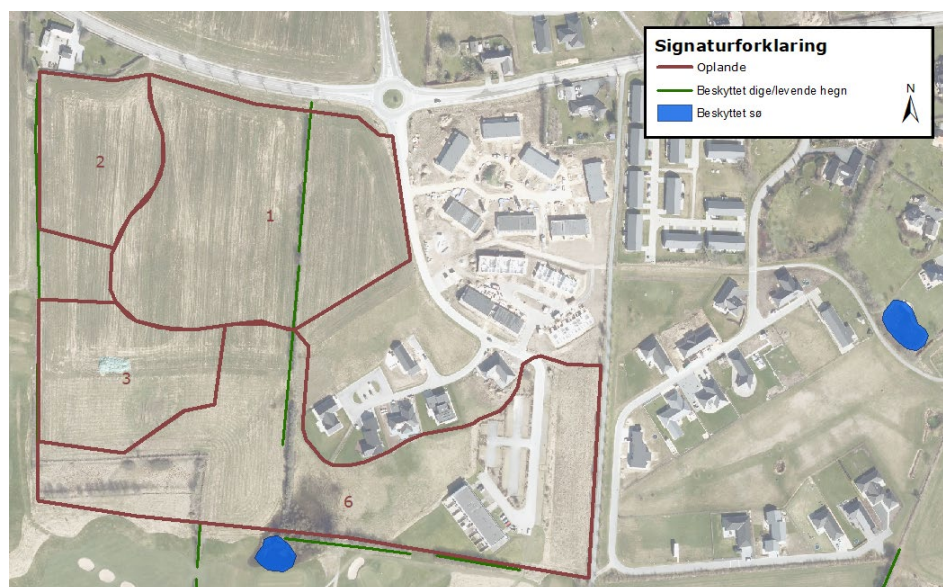 Signaturforklaring
Oplande
Beskyttet dige/levende hegn
Beskyttet sø
N
2
1
3
6